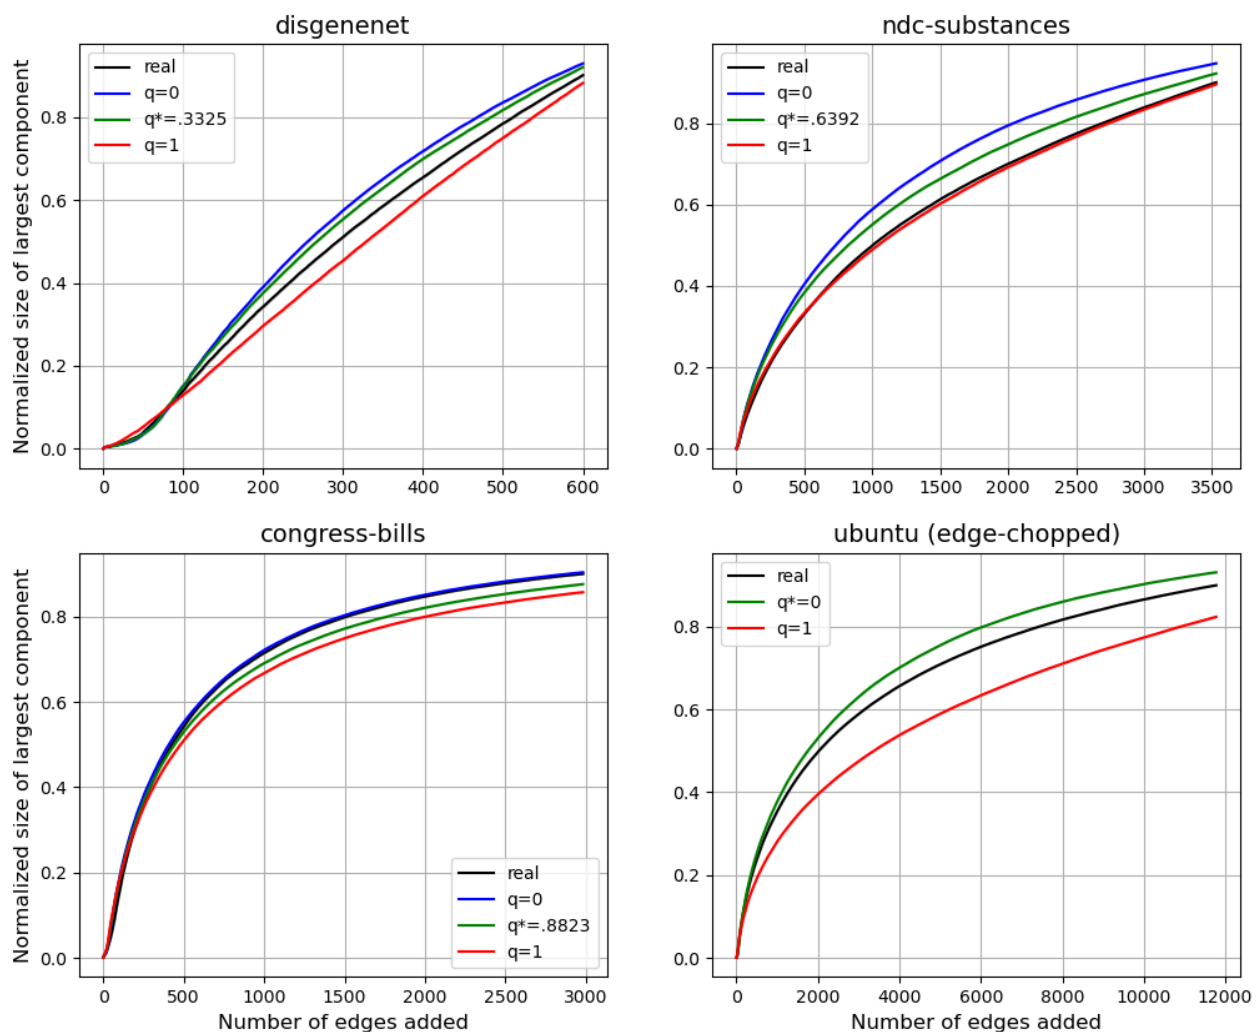 disgenenet
Normalized size of largest component
0.8
0.6
0.4
0.2
0.0
real
q=0
q*=.3325
q=1
0 100 200 300 400 500 600
ndc-substances
0.8
0.6
0.4
0.2
0.0
real
q=0
q*=.6392
q=1
0 500 1000 1500 2000 2500 3000 3500
congress-bills
Normalized size of largest component
0.8
0.6
0.4
0.2
0.0
real
q=0
q*=.8823
q=1
0 500 1000 1500 2000 2500 3000
Number of edges added
ubuntu (edge-chopped)
0.8
0.6
0.4
0.2
0.0
real
q*=0
q=1
0 2000 4000 6000 8000 10000 12000
Number of edges added